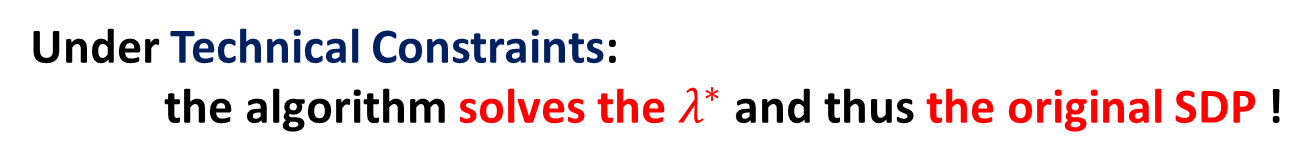 Under Technical Constraints:
the algorithm solves the λ* and thus the original SDP !